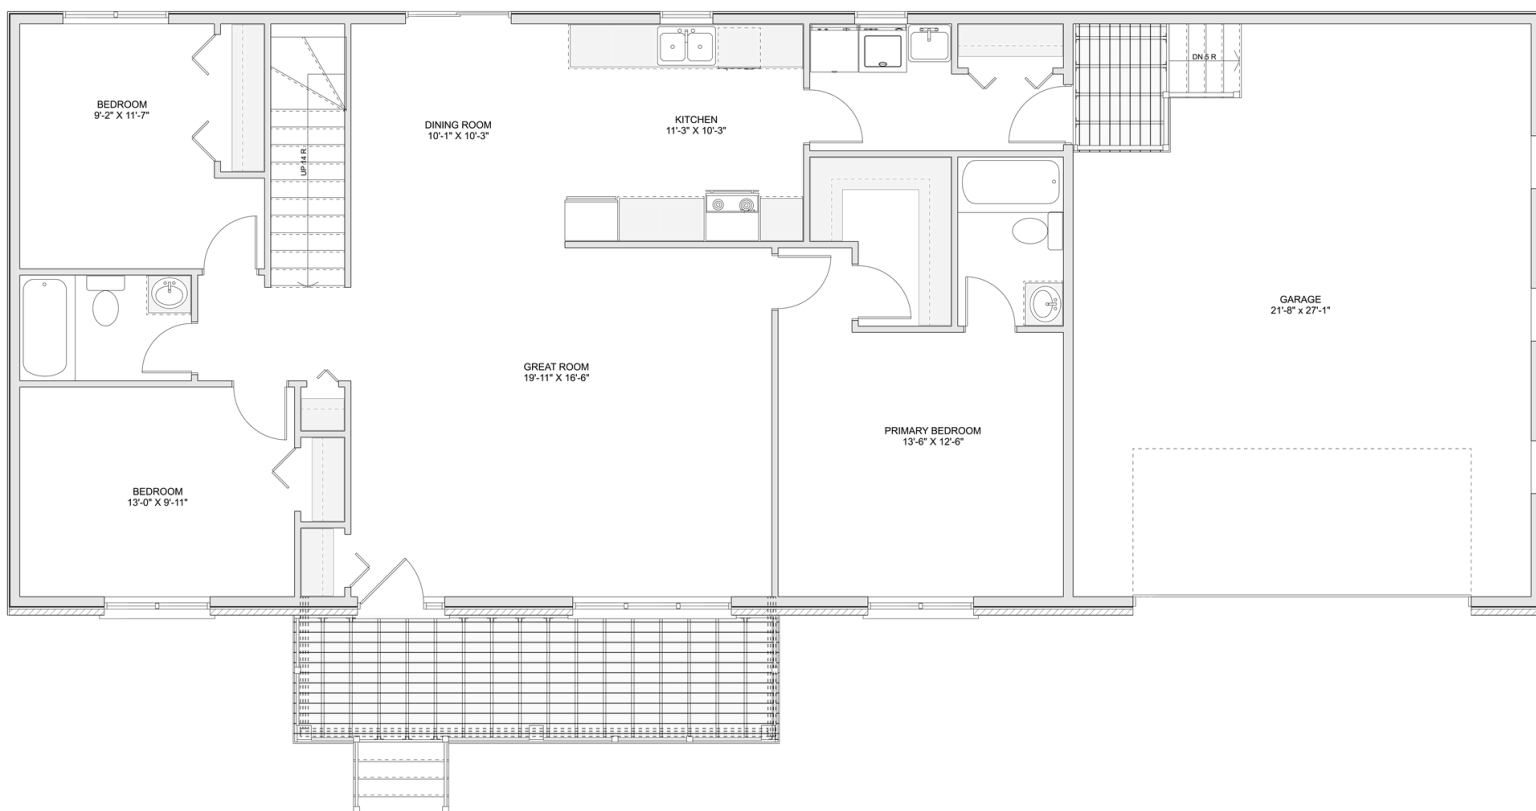 BEDROOM
9'-2" X 11'-7"
UP 14 R
DINING ROOM
10'-1" X 10'-3"
KITCHEN
11'-3" X 10'-3"
DN 5 R
GARAGE
21'-8" x 27'-1"
GREAT ROOM
19'-11" X 16'-6"
PRIMARY BEDROOM
13'-6" X 12'-6"
BEDROOM
13'-0" X 9'-11"